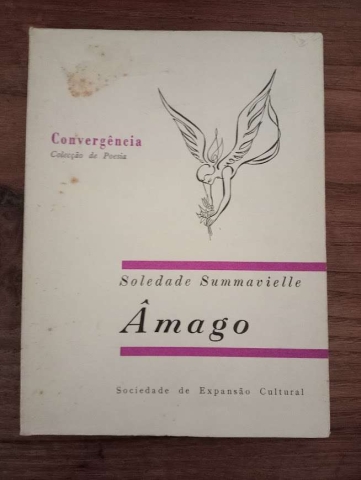 Convergência
Colecção de Poesia
Soledade Summavielle
Âmago
Sociedade de Expansão Cultural